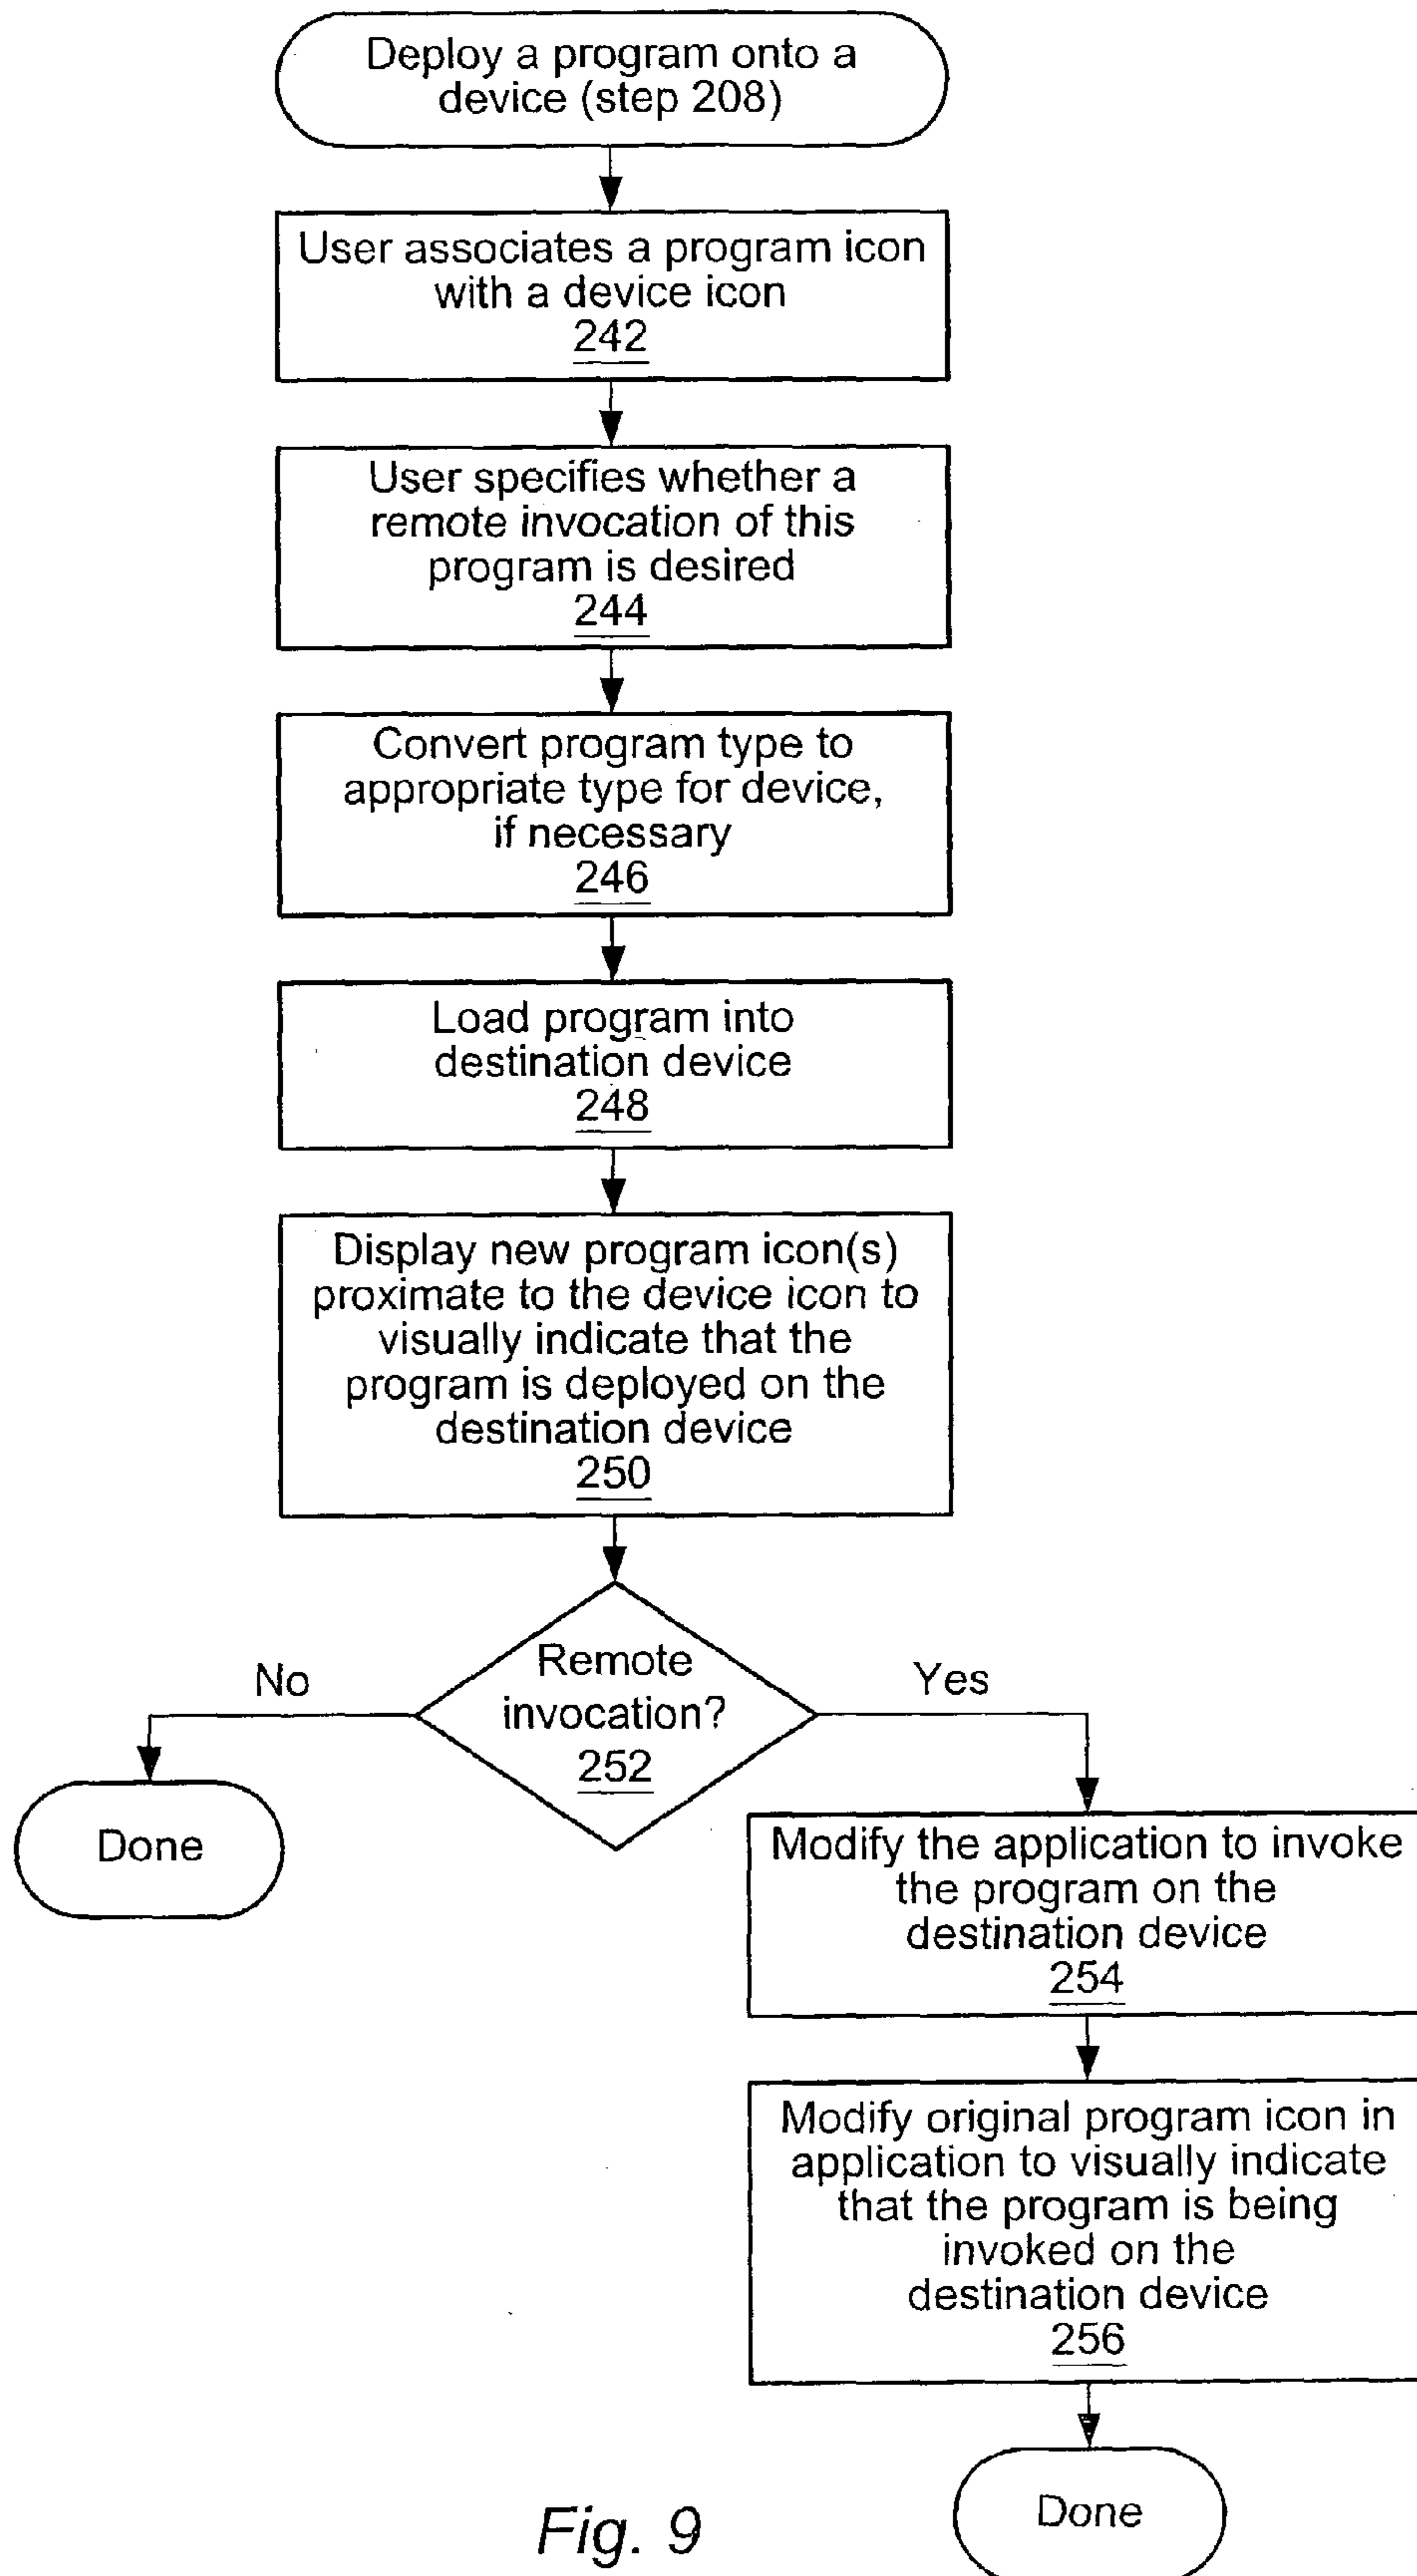 Deploy a program onto a
device (step 208)
User associates a program icon
with a device icon
242
User specifies whether a
remote invocation of this
program is desired
244
Convert program type to
appropriate type for device,
if necessary
246
Load program into
destination device
248
Display new program icon(s)
proximate to the device icon to
visually indicate that the
program is deployed on the
destination device
250
Remote
invocation?
252
No
Yes
Done
Modify the application to invoke
the program on the
destination device
254
Modify original program icon in
application to visually indicate
that the program is being
invoked on the
destination device
256
Done
Fig. 9